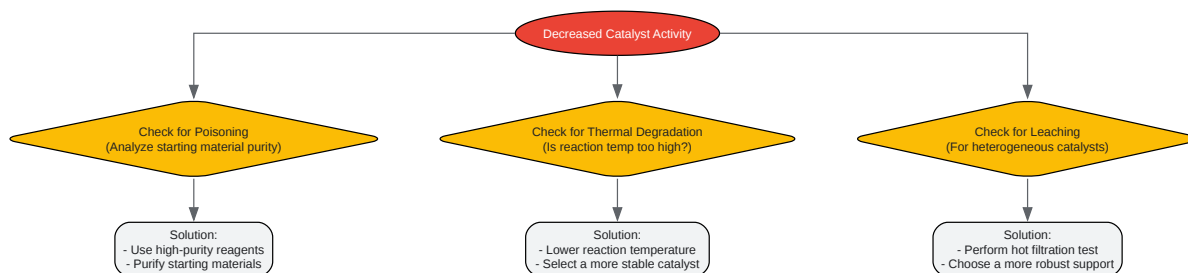 Decreased Catalyst Activity
Check for Poisoning
(Analyze starting material purity)
Check for Thermal Degradation
(Is reaction temp too high?)
Check for Leaching
(For heterogeneous catalysts)
Solution:
- Use high-purity reagents
- Purify starting materials
Solution:
- Lower reaction temperature
- Select a more stable catalyst
Solution:
- Perform hot filtration test
- Choose a more robust support